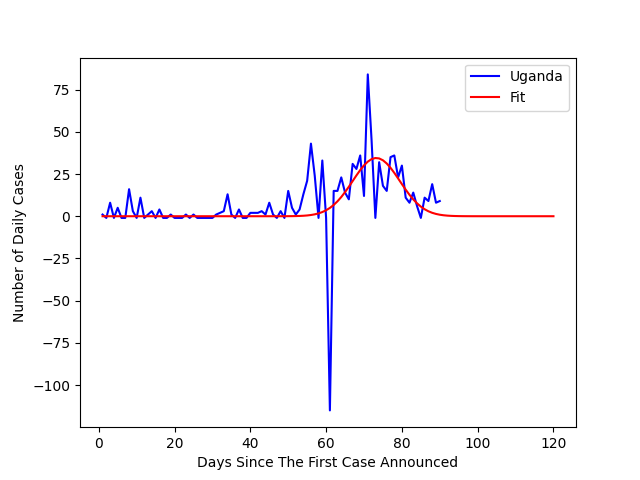 Uganda
Fit
75
50
25
0
−25
−50
−75
−100
Number of Daily Cases
0 20 40 60 80 100 120
Days Since The First Case Announced